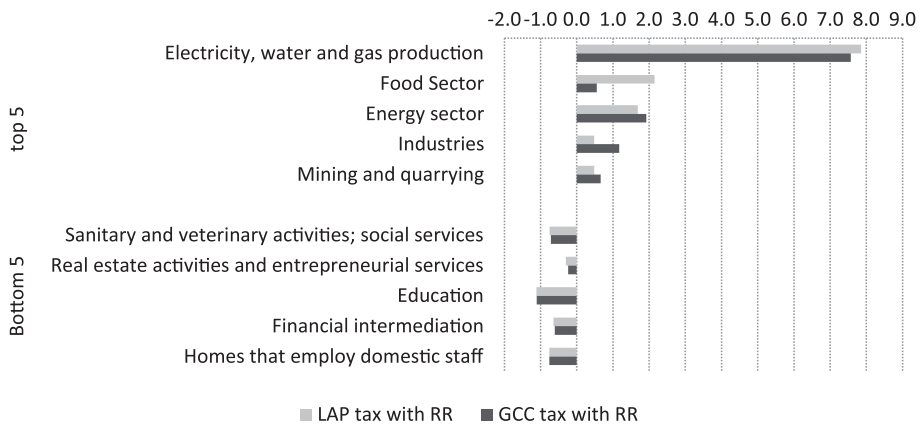 -2.0 -1.0 0.0 1.0 2.0 3.0 4.0 5.0 6.0 7.0 8.0 9.0
top 5
Electricity, water and gas production
Food Sector
Energy sector
Industries
Mining and quarrying
Bottom 5
Sanitary and veterinary activities; social services
Real estate activities and entrepreneurial services
Education
Financial intermediation
Homes that employ domestic staff
LAP tax with RR GCC tax with RR